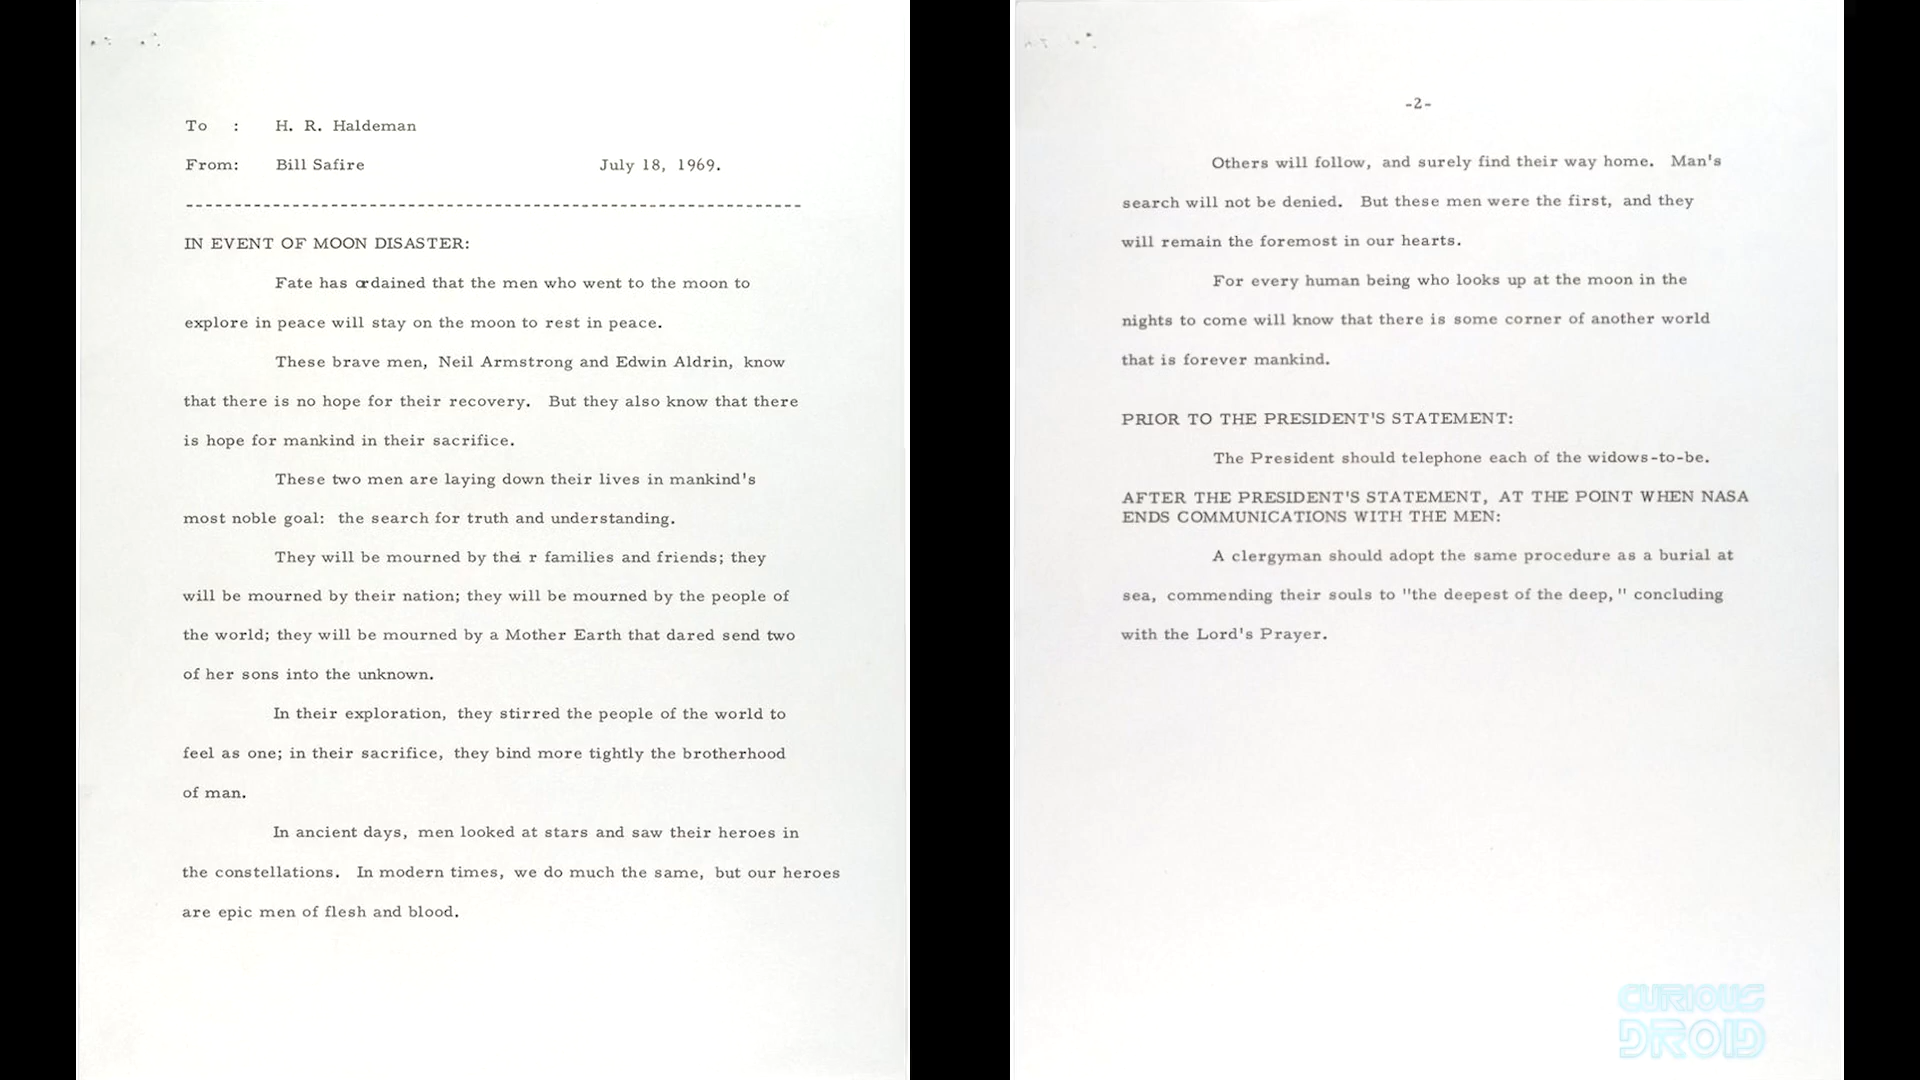 To : H. R. Haldeman
From: Bill Safire July 18, 1969.
--------------------------------------------------------------
IN EVENT OF MOON DISASTER:
Fate has ordained that the men who went to the moon to
explore in peace will stay on the moon to rest in peace.
These brave men, Neil Armstrong and Edwin Aldrin, know
that there is no hope for their recovery. But they also know that there
is hope for mankind in their sacrifice.
These two men are laying down their lives in mankind's
most noble goal: the search for truth and understanding.
They will be mourned by thei r families and friends; they
will be mourned by their nation; they will be mourned by the people of
the world; they will be mourned by a Mother Earth that dared send two
of her sons into the unknown.
In their exploration, they stirred the people of the world to
feel as one; in their sacrifice, they bind more tightly the brotherhood
of man.
In ancient days, men looked at stars and saw their heroes in
the constellations. In modern times, we do much the same, but our heroes
are epic men of flesh and blood.
-2-
Others will follow, and surely find their way home. Man's
search will not be denied. But these men were the first, and they
will remain the foremost in our hearts.
For every human being who looks up at the moon in the
nights to come will know that there is some corner of another world
that is forever mankind.
PRIOR TO THE PRESIDENT'S STATEMENT:
The President should telephone each of the widows-to-be.
AFTER THE PRESIDENT'S STATEMENT, AT THE POINT WHEN NASA
ENDS COMMUNICATIONS WITH THE MEN:
A clergyman should adopt the same procedure as a burial at
sea, commending their souls to "the deepest of the deep," concluding
with the Lord's Prayer.
CURIOUS
DROID